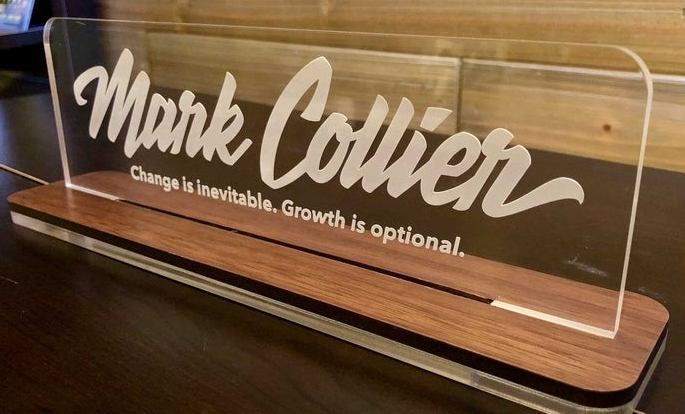 Mark Collier
Change is inevitable. Growth is optional.